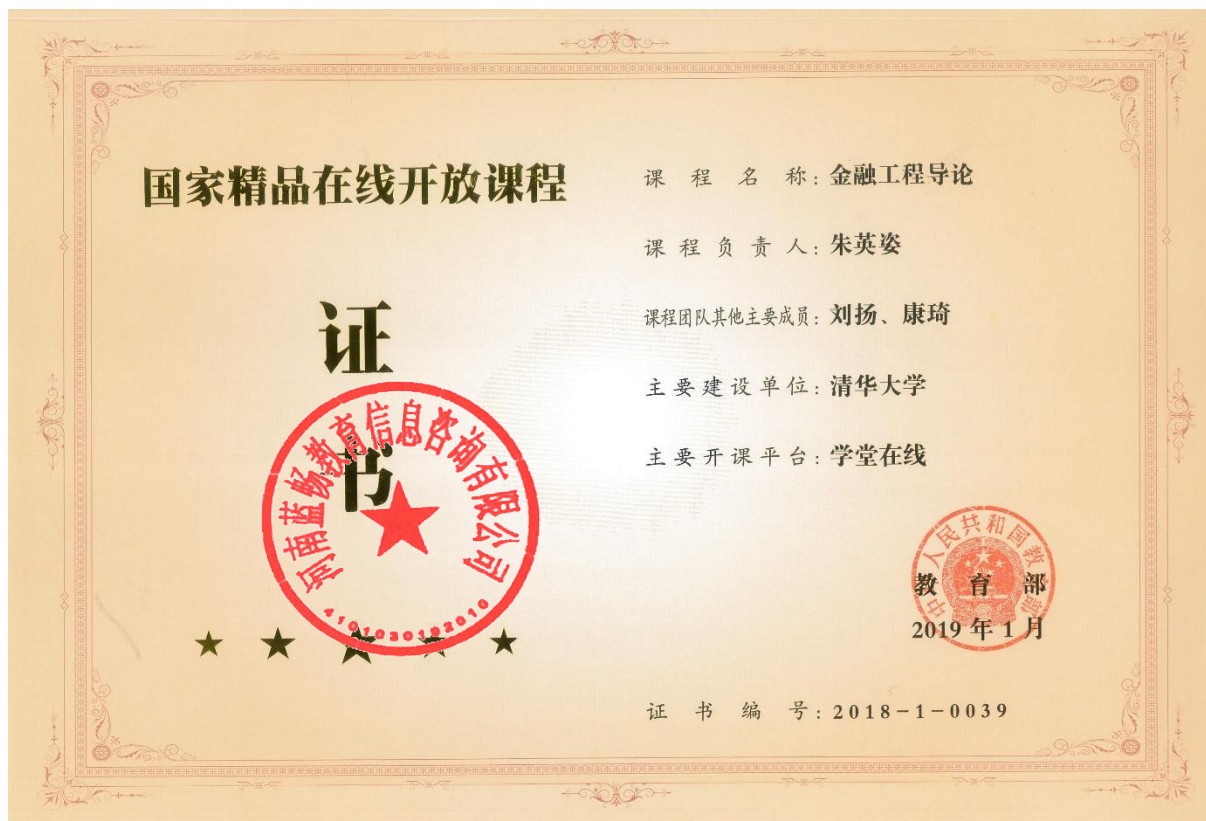 国家精品在线开放课程
证
书
课程名称：金融工程导论
课程负责人：朱英姿
课程团队其他主要成员：刘扬、康琦
主要建设单位：清华大学
主要开课平台：学堂在线
河南蓝畅教育信息咨询有限公司
4101030192010
中华人民共和国教育部
教育部
2019年1月
证书编号：2018-1-0039